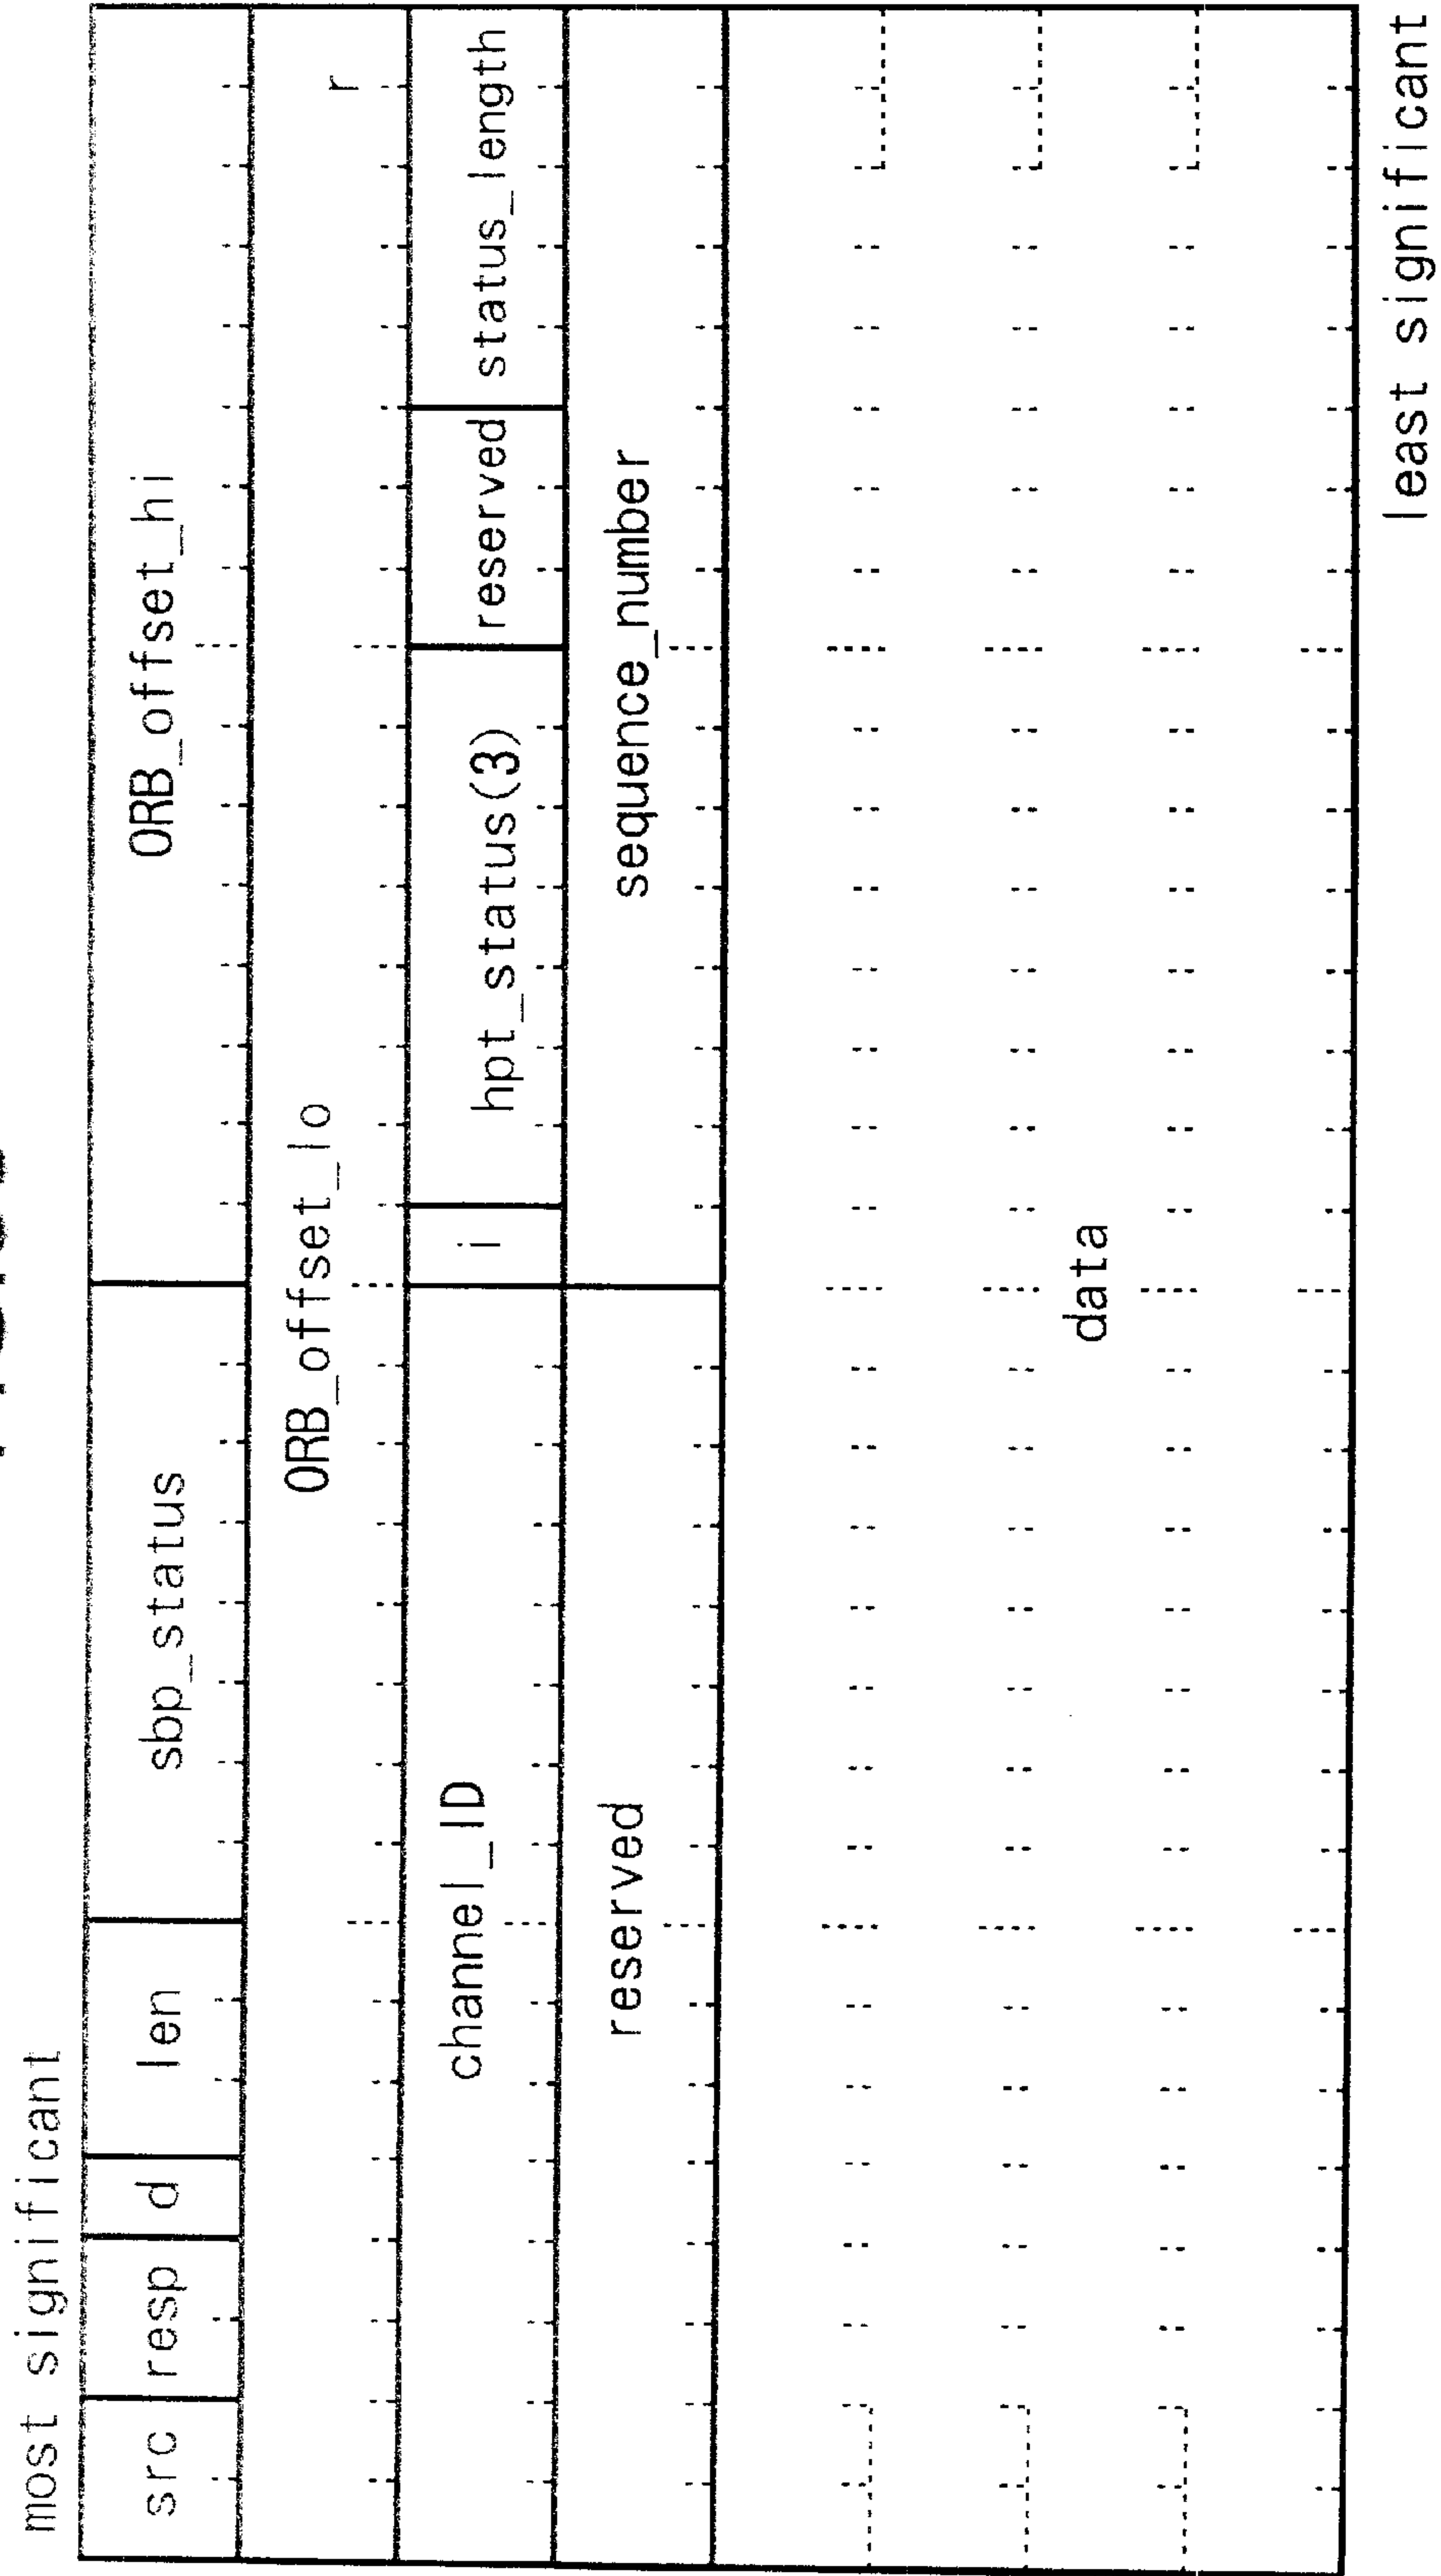 most significant
src resp d len sbp_status ORB_offset_hi
ORB_offset_lo r
channel_ID i hpt_status(3) reserved status_length
reserved sequence_number
data
least significant